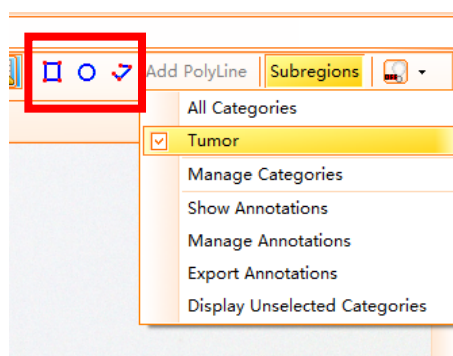 Add PolyLine Subregions
All Categories
Tumor
Manage Categories
Show Annotations
Manage Annotations
Export Annotations
Display Unselected Categories